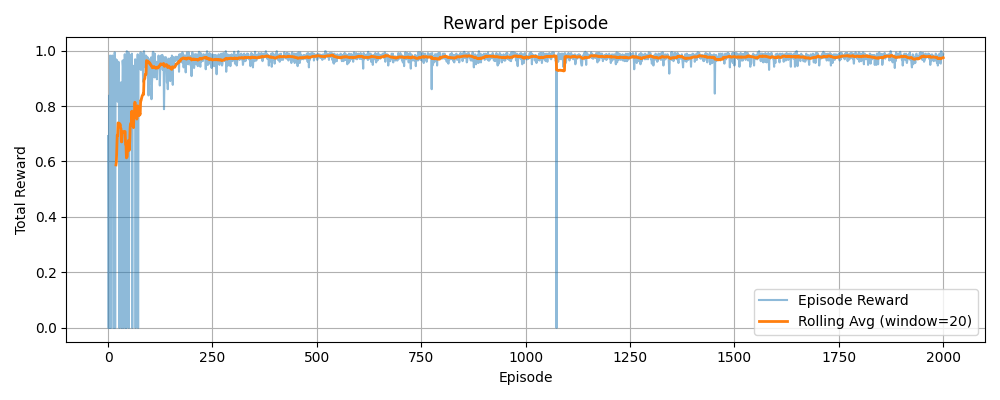 Reward per Episode
Total Reward
1.0
0.8
0.6
0.4
0.2
0.0
Episode Reward
Rolling Avg (window=20)
0 250 500 750 1000 1250 1500 1750 2000
Episode